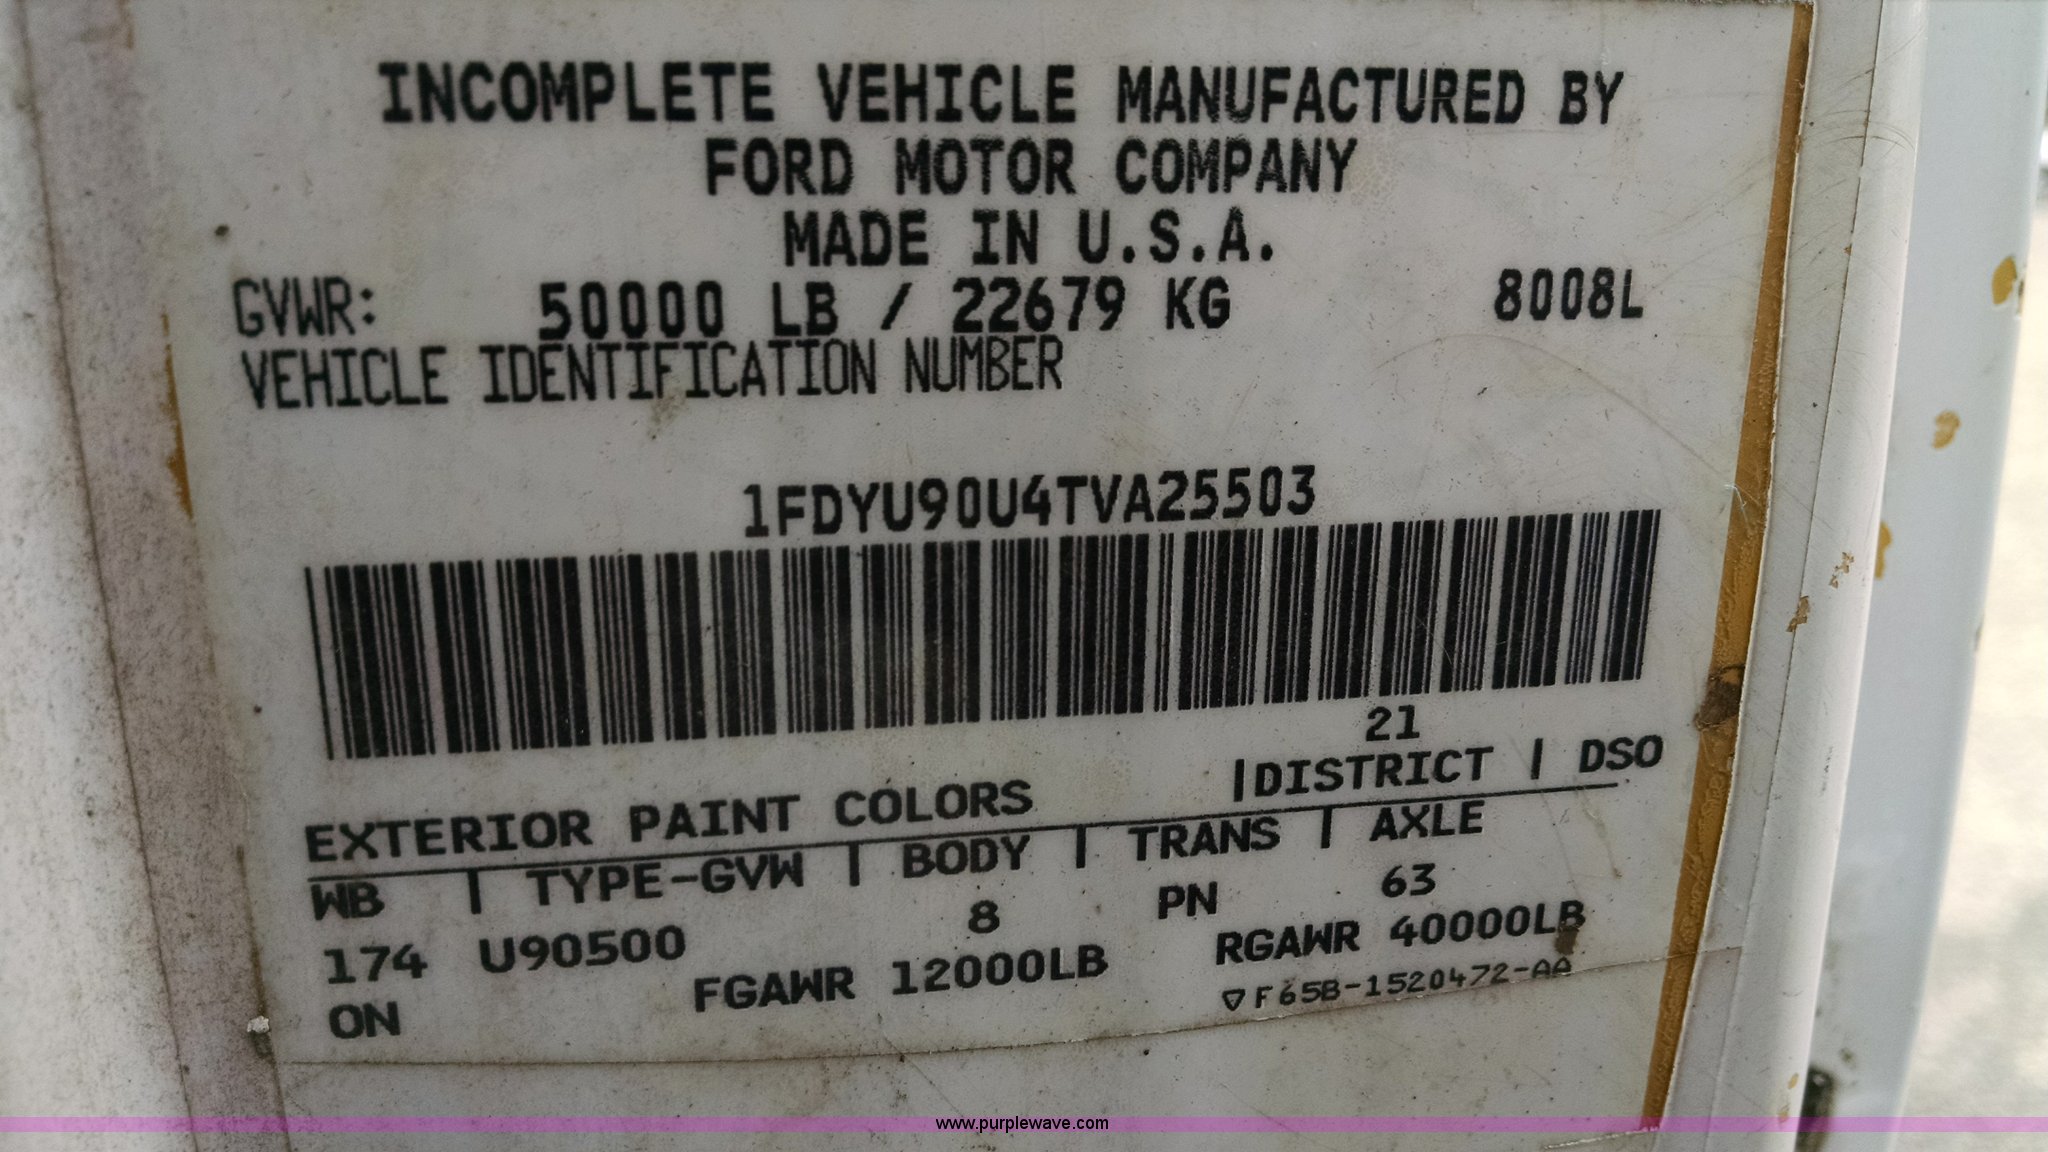 INCOMPLETE VEHICLE MANUFACTURED BY
FORD MOTOR COMPANY
MADE IN U.S.A.
GVWR: 50000 LB / 22679 KG 8008L
VEHICLE IDENTIFICATION NUMBER
1FDYU90U4TVA25503
21
EXTERIOR PAINT COLORS |DISTRICT | DSO
WB | TYPE-GVW | BODY | TRANS | AXLE
174 U90500 8 PN 63
ON FGAWR 12000LB RGAWR 40000LB
▽F65B-1520472-AA
www.purplewave.com